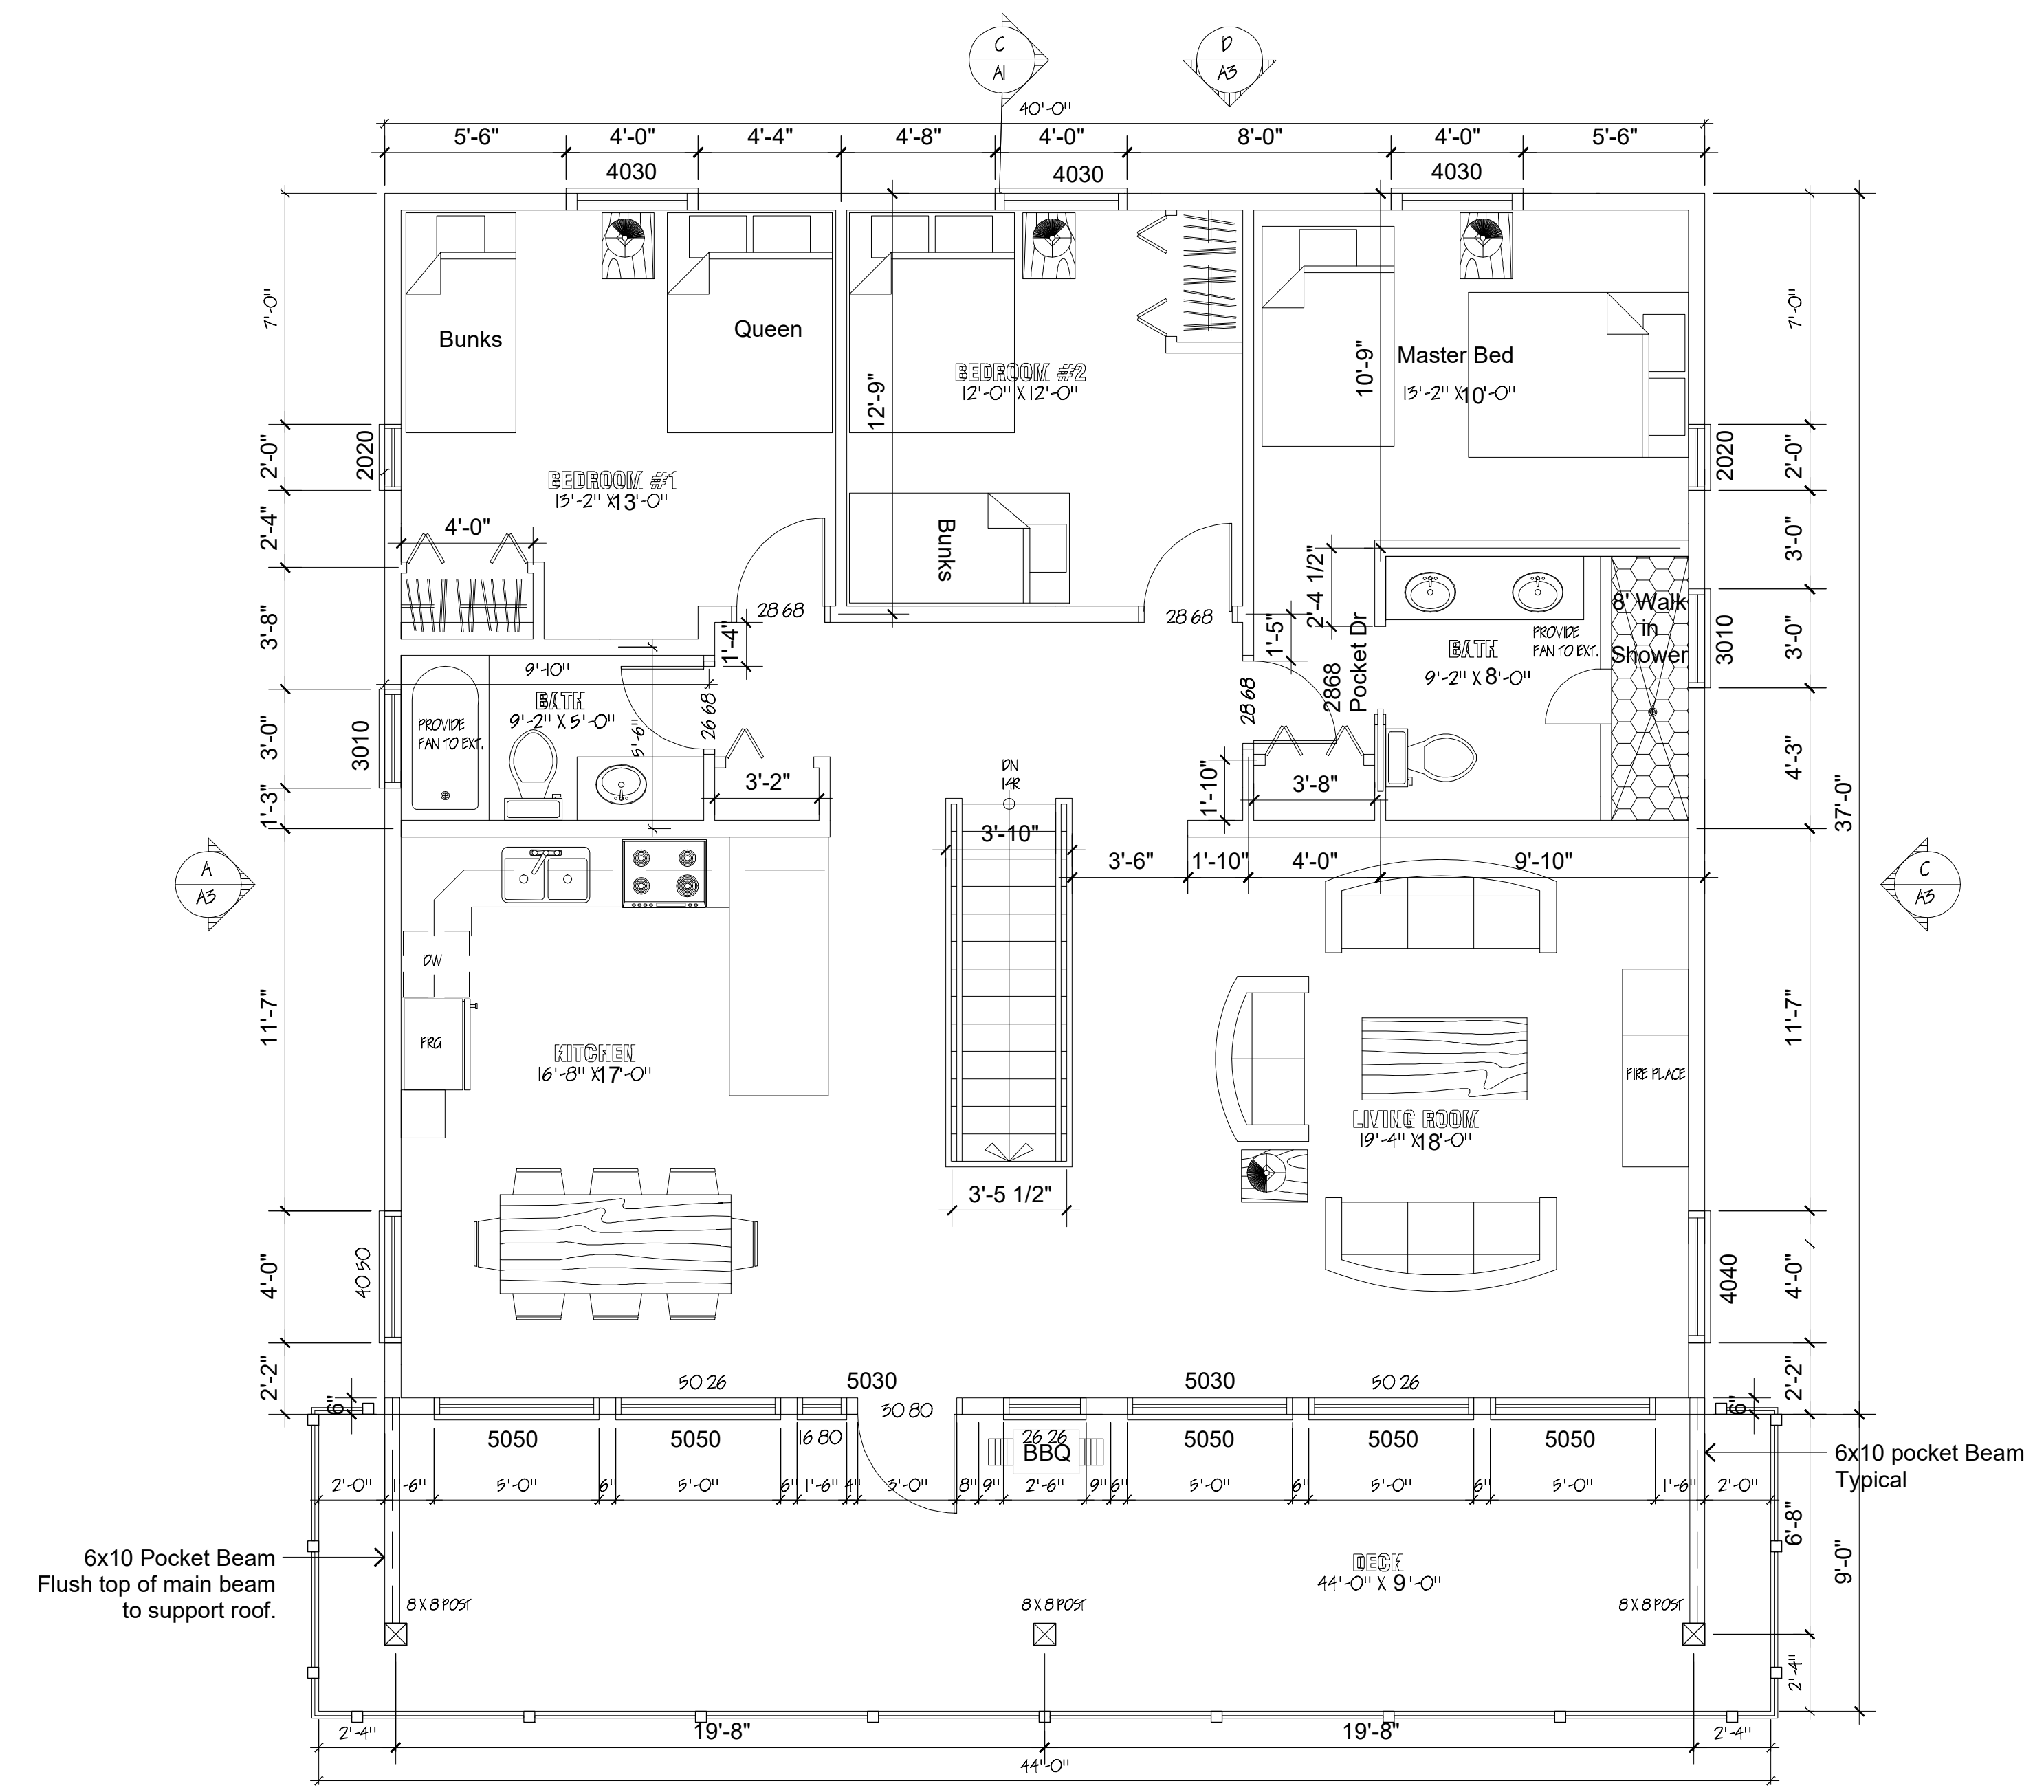 C
A1
D
A3
40'-0"
5'-6"
4'-0"
4'-4"
4'-8"
4'-0"
8'-0"
4'-0"
5'-6"
4030
4030
4030
7'-0"
2'-0"
2'-4"
3'-8"
3'-0"
1'-3"
11'-7"
4'-0"
2'-2"
2020
3010
40 50
Bunks
Queen
BEDROOM #1
13'-2" X13'-0"
4'-0"
28 68
1'-4"
12'-9"
BEDROOM #2
12'-0" X 12'-0"
Bunks
28 68
1'-5"
10'-9"
Master Bed
13'-2" X10'-0"
2'-4 1/2"
2868
Pocket Dr
28 68
BATH
9'-2" X 8'-0"
PROVIDE
FAN TO EXT.
8' Walk
in
Shower
2020
3010
4040
7'-0"
2'-0"
3'-0"
3'-0"
4'-3"
11'-7"
4'-0"
2'-2"
37'-0"
9'-10"
BATH
9'-2" X 5'-0"
PROVIDE
FAN TO EXT.
5'-6"
26 68
3'-2"
DN
14R
3'-10"
3'-5 1/2"
1'-10"
3'-8"
3'-6"
1'-10"
4'-0"
9'-10"
A
A3
C
A3
DW
FRG
KITCHEN
16'-8" X17'-0"
FIRE PLACE
LIVING ROOM
19'-4" X18'-0"
6"
50 26
5030
30 80
5030
50 26
6"
5050
5050
16 80
26 26
BBQ
5050
5050
5050
2'-0"
1'-6"
5'-0"
6"
5'-0"
6"
1'-6"
4"
3'-0"
8"
9"
2'-6"
9"
6"
5'-0"
6"
5'-0"
6"
5'-0"
1'-6"
2'-0"
6x10 pocket Beam
Typical
6'-8"
9'-0"
2'-4"
6x10 Pocket Beam
Flush top of main beam
to support roof.
DECK
44'-0" X 9'-0"
8 X 8 POST
8 X 8 POST
8 X 8 POST
2'-4"
19'-8"
19'-8"
2'-4"
44'-0"